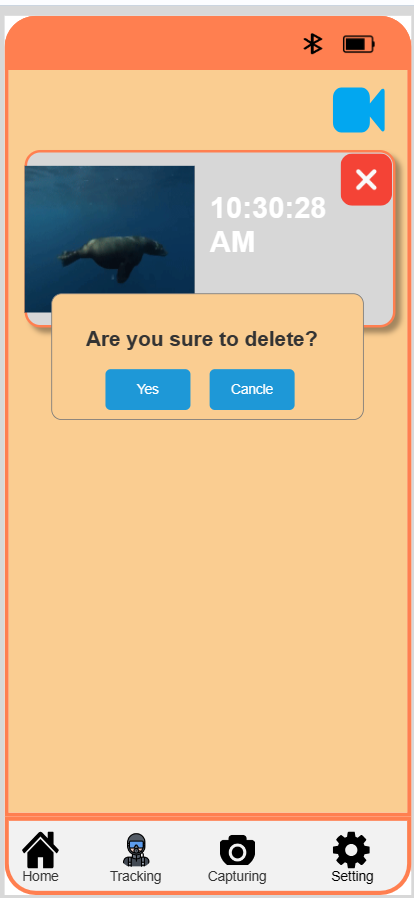 10:30:28
AM
Are you sure to delete?
Yes
Cancle
Home
Tracking
Capturing
Setting